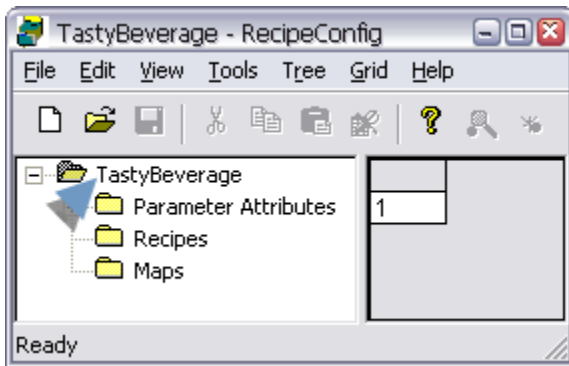 TastyBeverage - RecipeConfig
File Edit View Tools Tree Grid Help
TastyBeverage
Parameter Attributes
1
Recipes
Maps
Ready